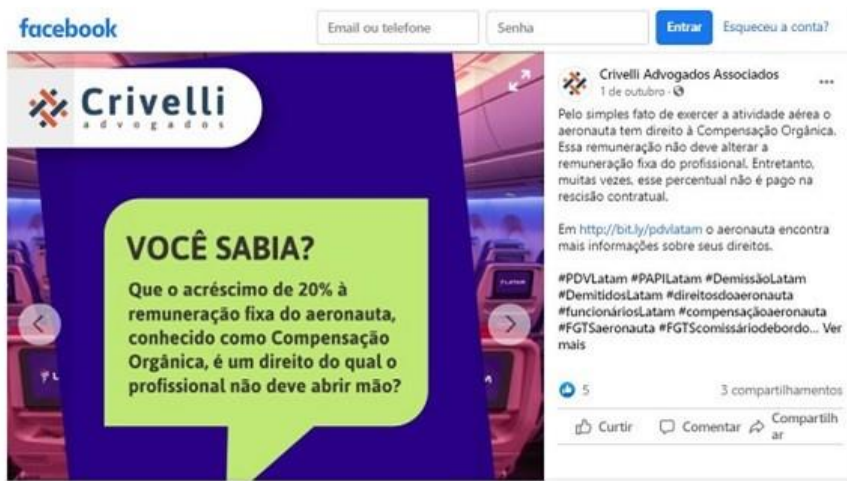 facebook
Email ou telefone
Senha
Entrar
Esqueceu a conta?
Crivelli
advogados
VOCÊ SABIA?
Que o acréscimo de 20% à
remuneração fixa do aeronauta,
conhecido como Compensação
Orgânica, é um direito do qual o
profissional não deve abrir mão?
Crivelli Advogados Associados
1 de outubro ·
Pelo simples fato de exercer a atividade aérea o
aeronauta tem direito à Compensação Orgânica.
Essa remuneração não deve alterar a
remuneração fixa do profissional. Entretanto,
muitas vezes, esse percentual não é pago na
rescisão contratual.
Em http://bit.ly/pdvlatam o aeronauta encontra
mais informações sobre seus direitos.
#PDVLatam #PAPILatam #DemissãoLatam
#DemitidosLatam #direitosdoaeronauta
#funcionáriosLatam #compensaçãoaeronauta
#FGTSaeronauta #FGTScomissáriodebordo... Ver
mais
5
3 compartilhamentos
Curtir
Comentar
Compartilh
ar